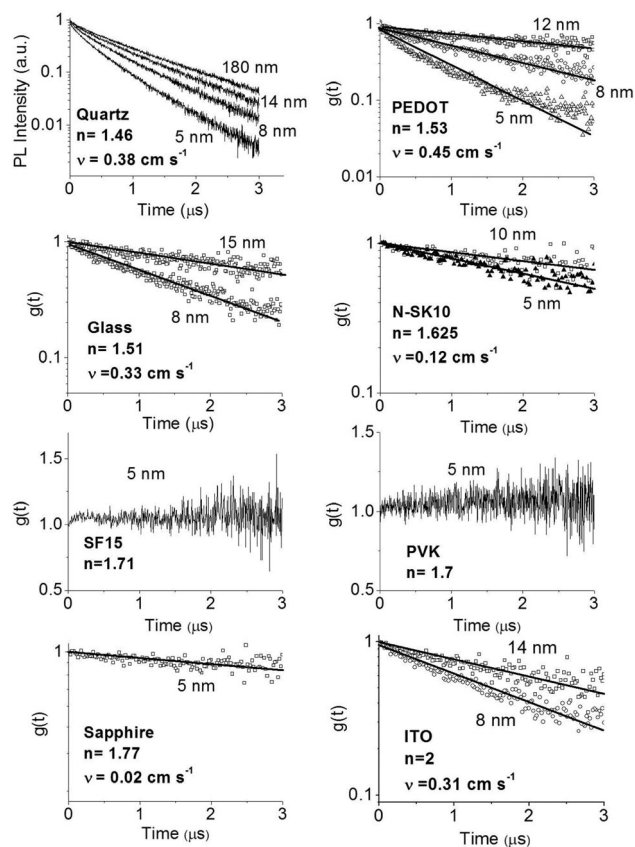 PL Intensity (a.u.)
1
0.1
0.01
180 nm
14 nm
8 nm
5 nm
Quartz
n= 1.46
ν = 0.38 cm s⁻¹
0 1 2 3
Time (μs)
g(t)
1
0.1
0.01
12 nm
8 nm
5 nm
PEDOT
n = 1.53
ν = 0.45 cm s⁻¹
0 1 2 3
Time (μs)
g(t)
1
0.1
15 nm
8 nm
Glass
n = 1.51
ν = 0.33 cm s⁻¹
0 1 2 3
Time (μs)
g(t)
1
0.1
10 nm
5 nm
N-SK10
n = 1.625
ν =0.12 cm s⁻¹
0 1 2 3
Time (μs)
g(t)
1.5
1.0
0.5
5 nm
SF15
n=1.71
0 1 2 3
Time (μs)
g(t)
1.5
1.0
0.5
5 nm
PVK
n = 1.7
0 1 2 3
Time (μs)
g(t)
1
5 nm
Sapphire
n = 1.77
ν = 0.02 cm s⁻¹
0 1 2 3
Time (μs)
g(t)
1
0.1
14 nm
8 nm
ITO
n=2
ν =0.31 cm s⁻¹
0 1 2 3
Time (μs)